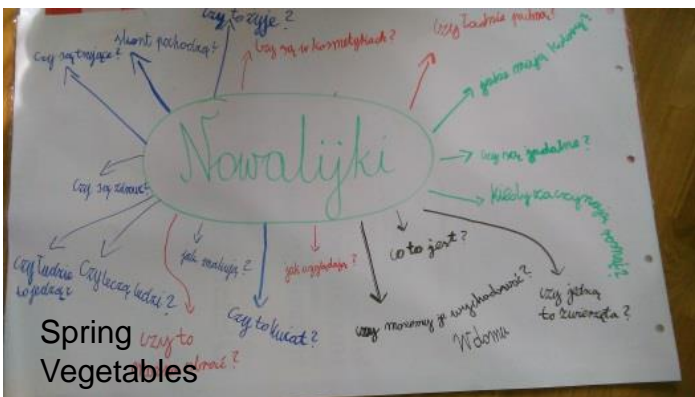 Czy to żyje?
Czy są trujące?
skont pochodzą?
Czy są w kosmetykach?
Czy ładnie pachną?
jakie mają kolory?
Nowalijki
czy są jadalne?
Czy są zdrowe?
kiedy zaczynają rosnąć?
Czy ludzie
to jedzą?
Czy leczą ludzi?
jak smakują?
jak wyglądają?
co to jest?
Czy to kwiat?
czy możemy je wychodować?
W domu
czy jedzą
to zwierzęta?
czy to
Spring
Vegetables